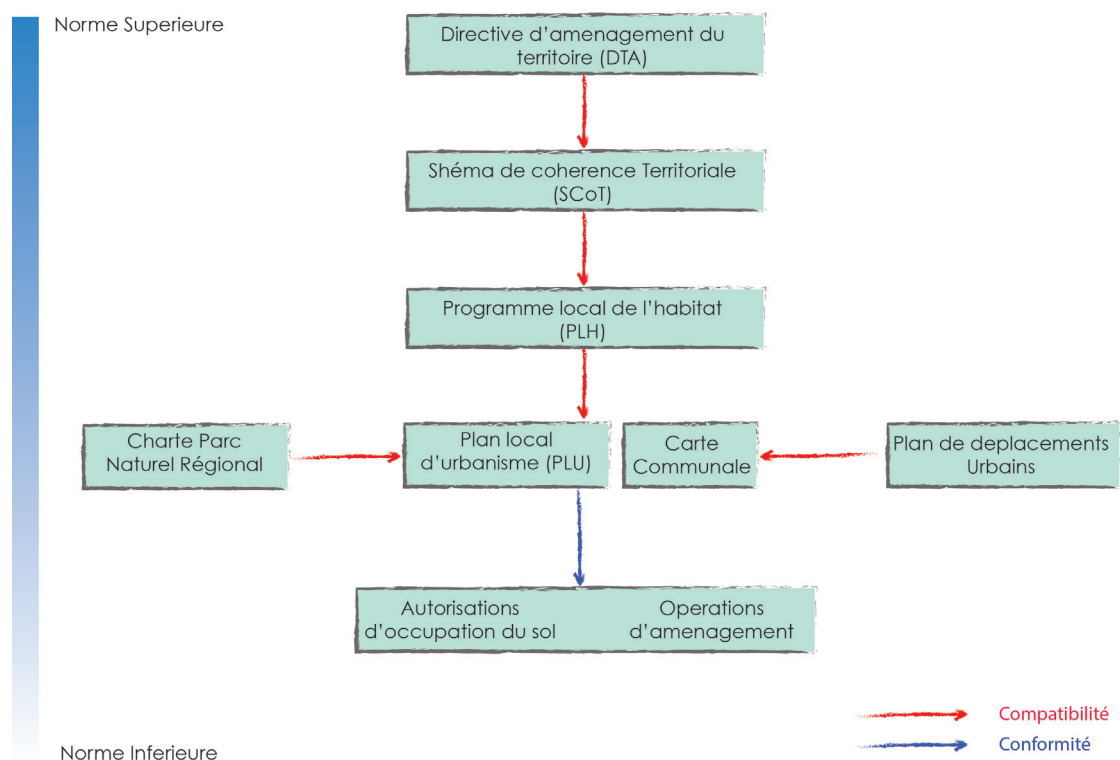 Norme Superieure
Directive d'amenagement du
territoire (DTA)
Shéma de coherence Territoriale
(SCoT)
Programme local de l'habitat
(PLH)
Charte Parc
Naturel Régional
Plan local
d'urbanisme (PLU)
Carte
Communale
Plan de deplacements
Urbains
Autorisations
d'occupation du sol
Operations
d'amenagement
Compatibilité
Conformité
Norme Inferieure